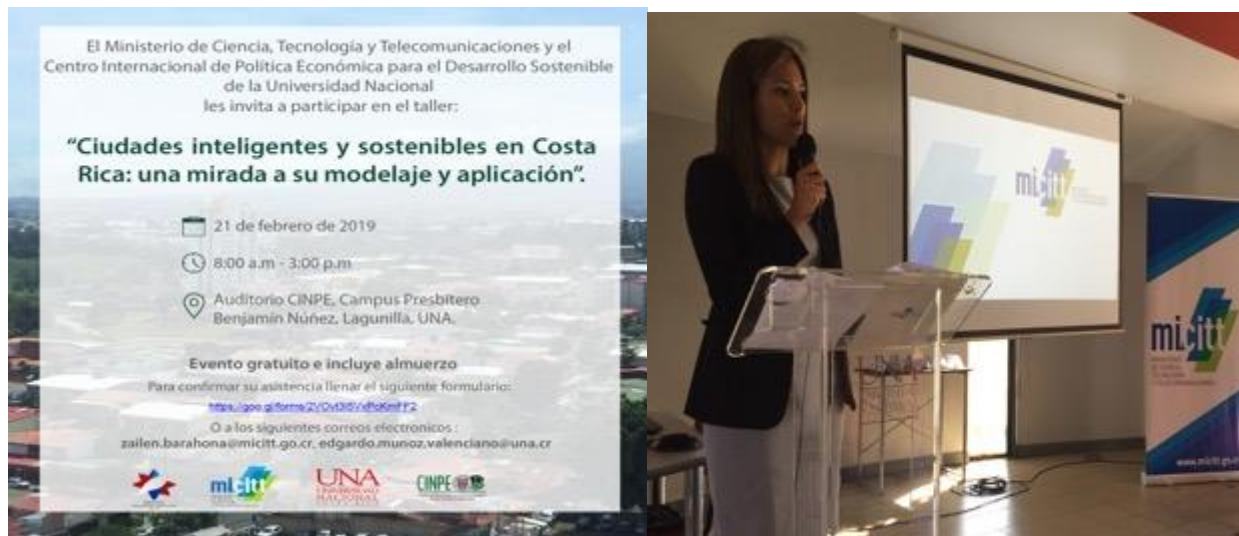 El Ministerio de Ciencia, Tecnología y Telecomunicaciones y el
Centro Internacional de Política Económica para el Desarrollo Sostenible
de la Universidad Nacional
les invita a participar en el taller:
“Ciudades inteligentes y sostenibles en Costa
Rica: una mirada a su modelaje y aplicación”.
21 de febrero de 2019
8:00 a.m - 3:00 p.m
Auditorio CINPE, Campus Presbítero
Benjamín Núñez, Lagunilla, UNA.
Evento gratuito e incluye almuerzo
Para confirmar su asistencia llenar el siguiente formulario:
O a los siguientes correos electronicos :
zailen.barahona@micitt.go.cr, edgardo.munoz.valenciano@una.cr
micitt
UNA
UNIVERSIDAD
NACIONAL
CINPE
micitt
UNA
micitt